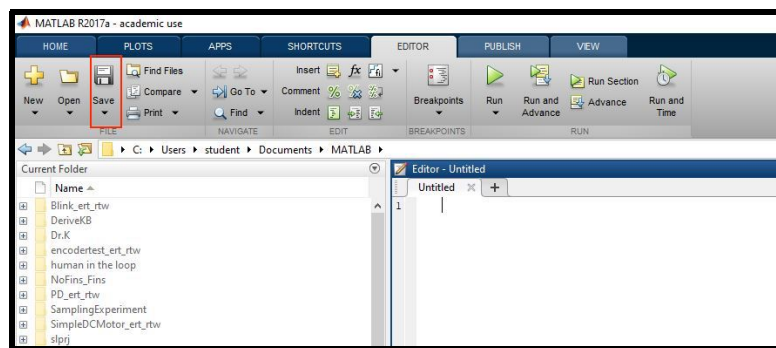 MATLAB R2017a - academic use
HOME PLOTS APPS SHORTCUTS EDITOR PUBLISH VIEW
New Open Save Find Files Compare Print
FILE
Go To Find
NAVIGATE
Insert fx
Comment %
Indent
EDIT
Breakpoints
BREAKPOINTS
Run Run and Advance Run Section Advance Run and Time
RUN
C: Users student Documents MATLAB
Current Folder
Name
Blink_ert_rtw
DeriveKB
Dr.K
encodertest_ert_rtw
human in the loop
NoFins_Fins
PD_ert_rtw
SamplingExperiment
SimpleDCMotor_ert_rtw
slprj
Editor - Untitled
Untitled +
1